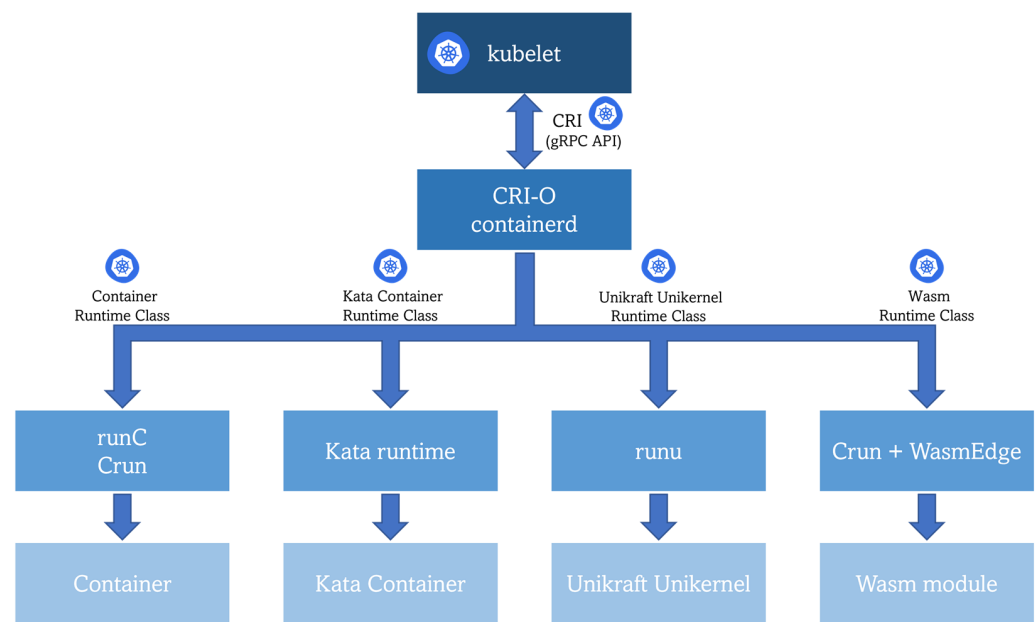 kubelet
CRI
(gRPC API)
CRI-O
containerd
Container
Runtime Class
Kata Container
Runtime Class
Unikraft Unikernel
Runtime Class
Wasm
Runtime Class
runC
Crun
Kata runtime
runu
Crun + WasmEdge
Container
Kata Container
Unikraft Unikernel
Wasm module